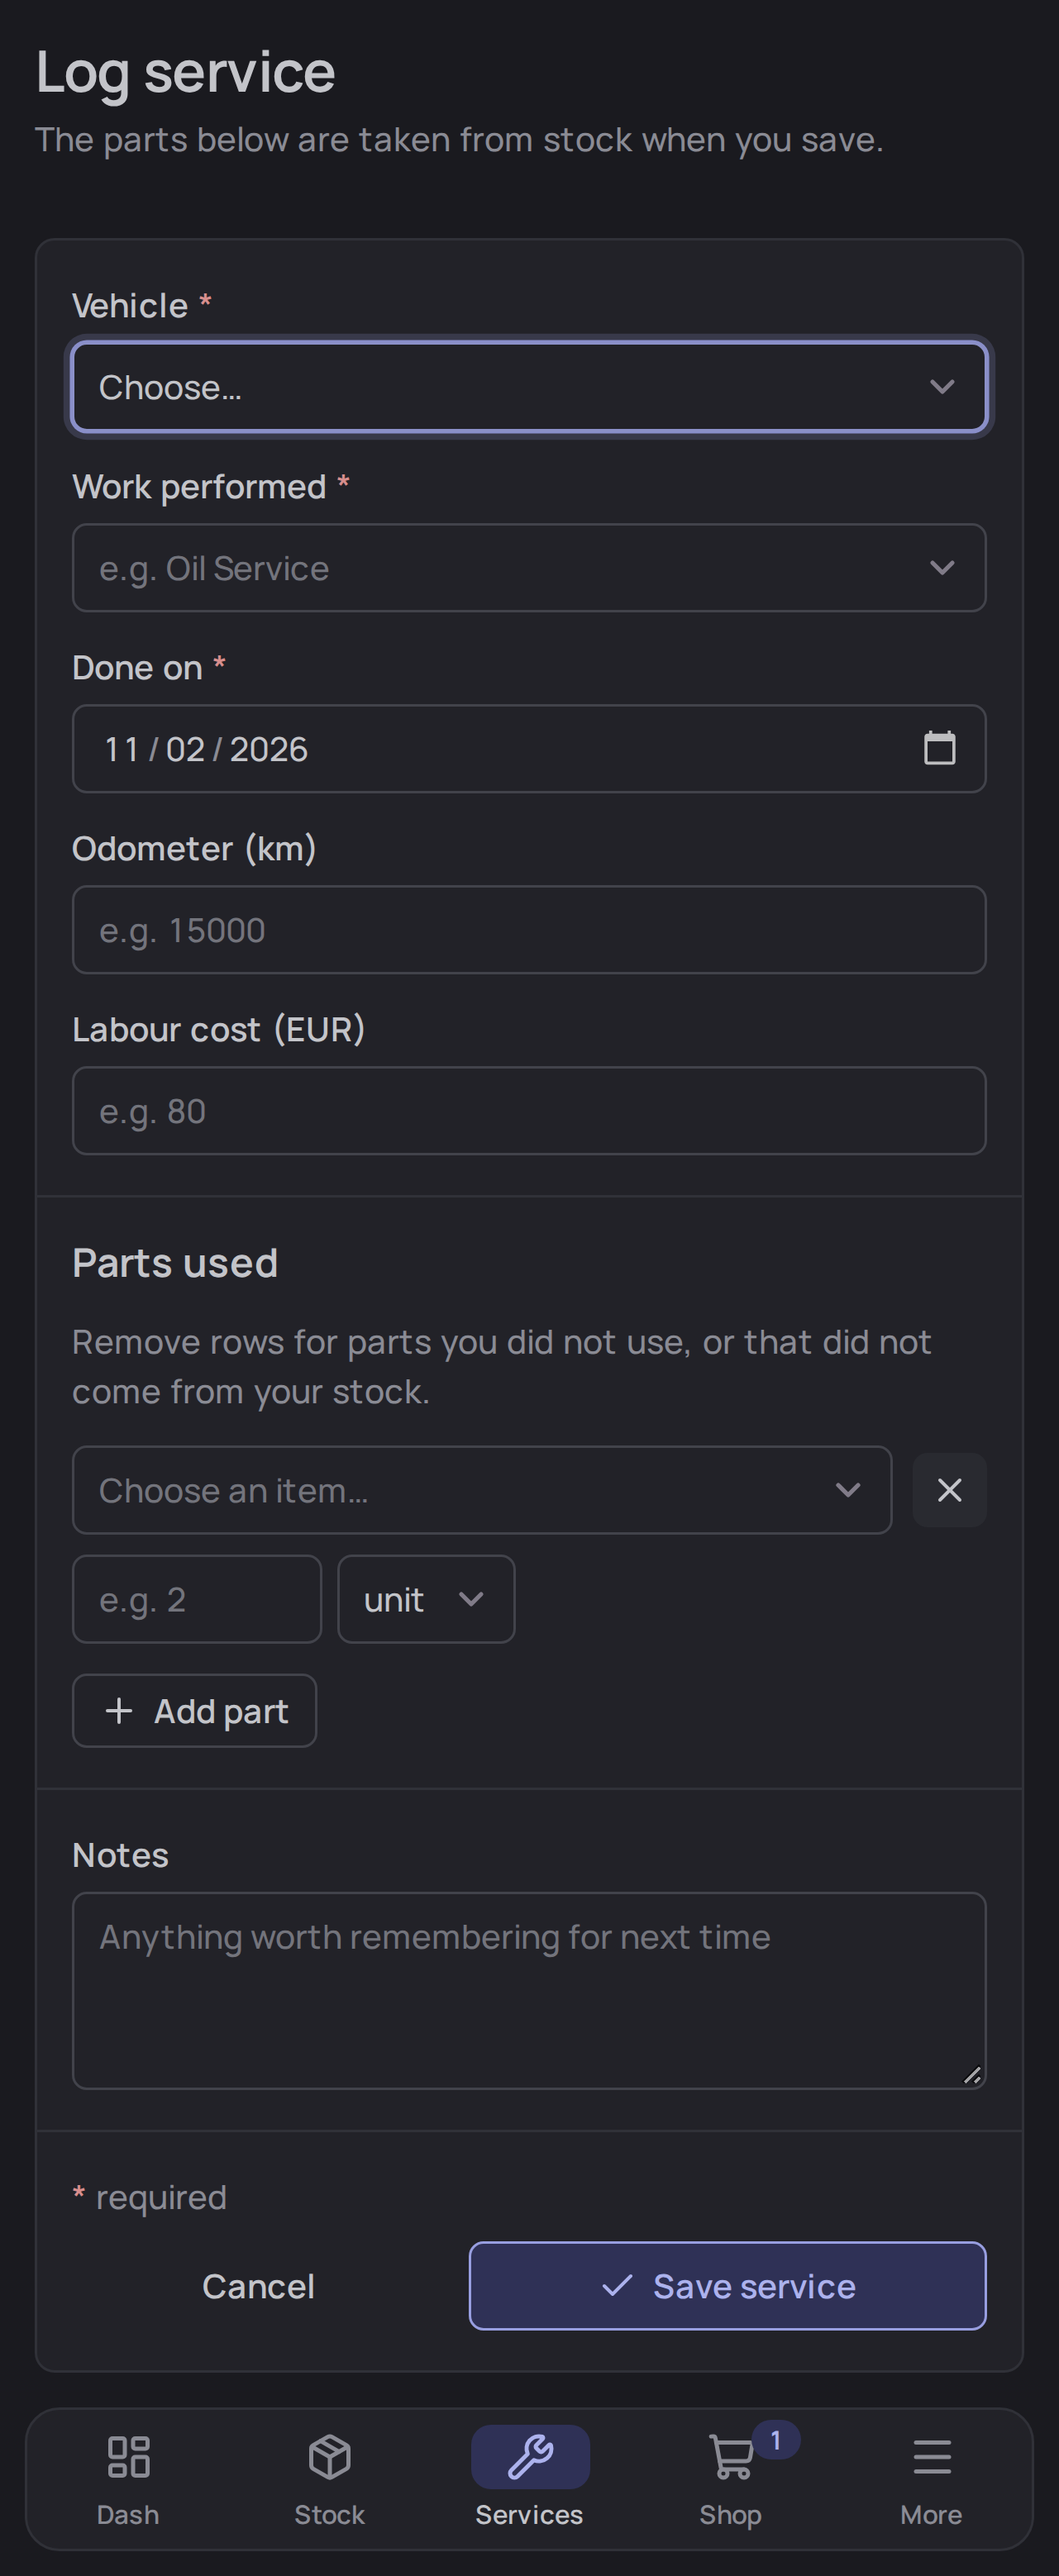 Log service
The parts below are taken from stock when you save.
Vehicle *
Choose...
Work performed *
e.g. Oil Service
Done on *
11 / 02 / 2026
Odometer (km)
e.g. 15000
Labour cost (EUR)
e.g. 80
Parts used
Remove rows for parts you did not use, or that did not
come from your stock.
Choose an item...
e.g. 2
unit
Add part
Notes
Anything worth remembering for next time
* required
Cancel
Save service
1
Dash
Stock
Services
Shop
More